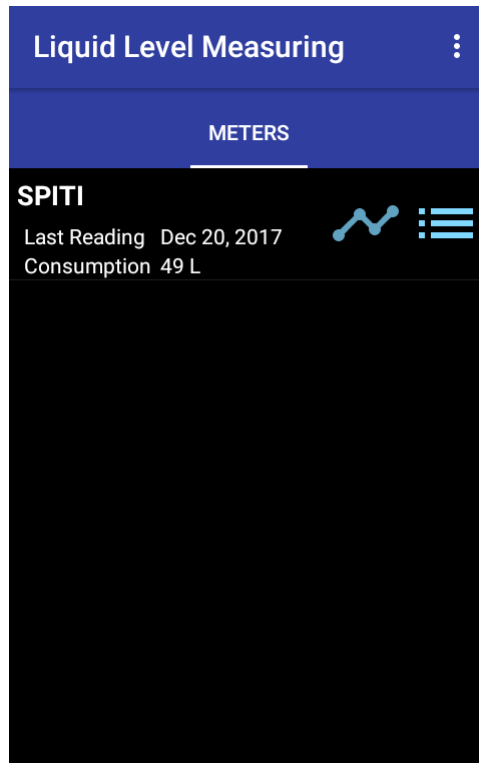 Liquid Level Measuring
METERS
SPITI
Last Reading Dec 20, 2017
Consumption 49 L